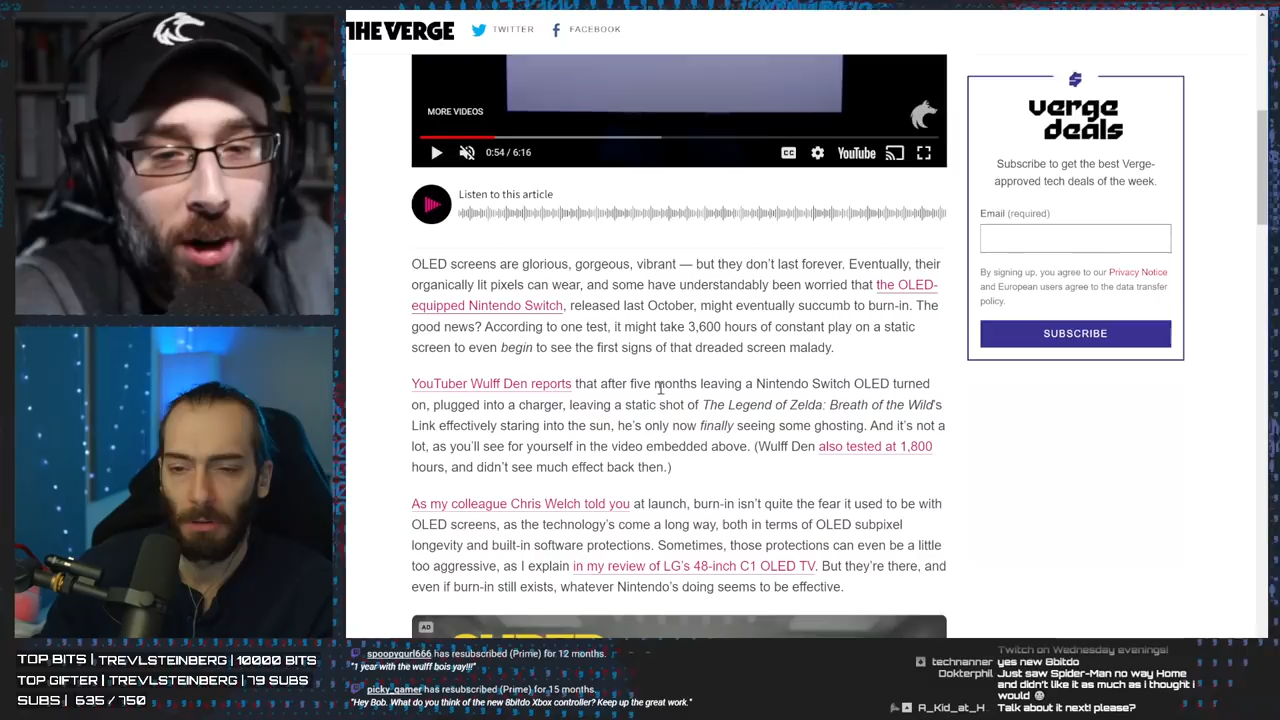 THE VERGE TWITTER FACEBOOK
MORE VIDEOS
0:54 / 6:16 CC YouTube
Listen to this article
OLED screens are glorious, gorgeous, vibrant — but they don't last forever. Eventually, their
organically lit pixels can wear, and some have understandably been worried that the OLED-
equipped Nintendo Switch, released last October, might eventually succumb to burn-in. The
good news? According to one test, it might take 3,600 hours of constant play on a static
screen to even begin to see the first signs of that dreaded screen malady.
YouTuber Wulff Den reports that after five months leaving a Nintendo Switch OLED turned
on, plugged into a charger, leaving a static shot of The Legend of Zelda: Breath of the Wild's
Link effectively staring into the sun, he's only now finally seeing some ghosting. And it's not a
lot, as you'll see for yourself in the video embedded above. (Wulff Den also tested at 1,800
hours, and didn't see much effect back then.)
As my colleague Chris Welch told you at launch, burn-in isn't quite the fear it used to be with
OLED screens, as the technology's come a long way, both in terms of OLED subpixel
longevity and built-in software protections. Sometimes, those protections can even be a little
too aggressive, as I explain in my review of LG's 48-inch C1 OLED TV. But they're there, and
even if burn-in still exists, whatever Nintendo's doing seems to be effective.
AD
verge
deals
Subscribe to get the best Verge-
approved tech deals of the week.
Email (required)
By signing up, you agree to our Privacy Notice
and European users agree to the data transfer
policy.
SUBSCRIBE
TOP BITS | TREVLSTEINBERG | 10000 BITS
TOP GIFTER | TREVLSTEINBERG | 79 SUBS
SUBS | 635 / 750
spoopygurl666 has resubscribed (Prime) for 12 months.
"1 year with the wulff bois yay!!!"
picky_gamer has resubscribed (Prime) for 15 months.
"Hey Bob. What do you think of the new 8bitdo Xbox controller? Keep up the great work."
Twitch on Wednesday evenings!
technanner yes new 8bitdo
Dokterphil Just saw Spider-Man no way Home
and didn't like it as much as i thought I
would
A_Kid_at_H Talk about it next! please?